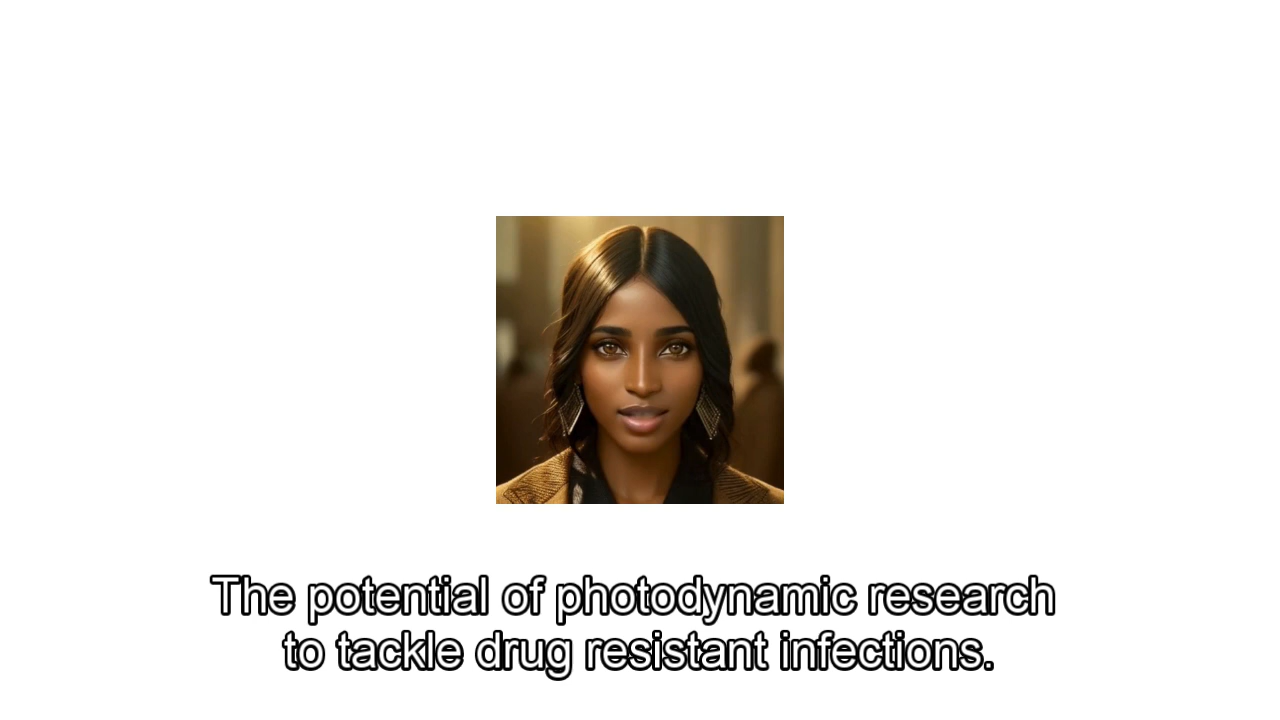 The potential of photodynamic research
to tackle drug resistant infections.